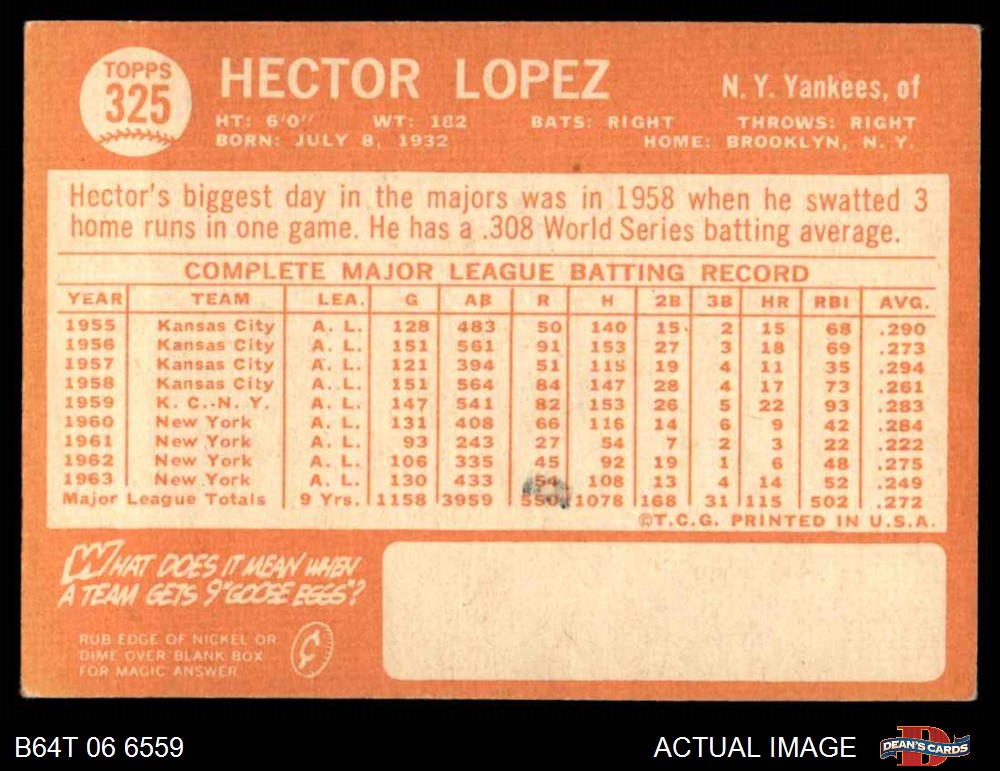 TOPPS
325
HECTOR LOPEZ
N. Y. Yankees, of
HT: 6'0" WT: 182 BATS: RIGHT THROWS: RIGHT
BORN: JULY 8, 1932 HOME: BROOKLYN, N. Y.
Hector's biggest day in the majors was in 1958 when he swatted 3
home runs in one game. He has a .308 World Series batting average.
COMPLETE MAJOR LEAGUE BATTING RECORD
YEAR TEAM LEA. G AB R H 2B 3B HR RBI AVG.
1955 Kansas City A. L. 128 483 50 140 15 2 15 68 .290
1956 Kansas City A. L. 151 561 91 153 27 3 18 69 .273
1957 Kansas City A. L. 121 394 51 115 19 4 11 35 .294
1958 Kansas City A. L. 151 564 84 147 28 4 17 73 .261
1959 K. C.-N. Y. A. L. 147 541 82 153 26 5 22 93 .283
1960 New York A. L. 131 408 66 116 14 6 9 42 .284
1961 New York A. L. 93 243 27 54 7 2 3 22 .222
1962 New York A. L. 106 335 45 92 19 1 6 48 .275
1963 New York A. L. 130 433 54 108 13 4 14 52 .249
Major League Totals 9 Yrs. 1158 3959 550 1078 168 31 115 502 .272
©T.C.G. PRINTED IN U.S.A.
WHAT DOES IT MEAN WHEN
A TEAM GETS 9 "GOOSE EGGS"?
RUB EDGE OF NICKEL OR
DIME OVER BLANK BOX
FOR MAGIC ANSWER
B64T 06 6559
ACTUAL IMAGE
DEAN'S CARDS